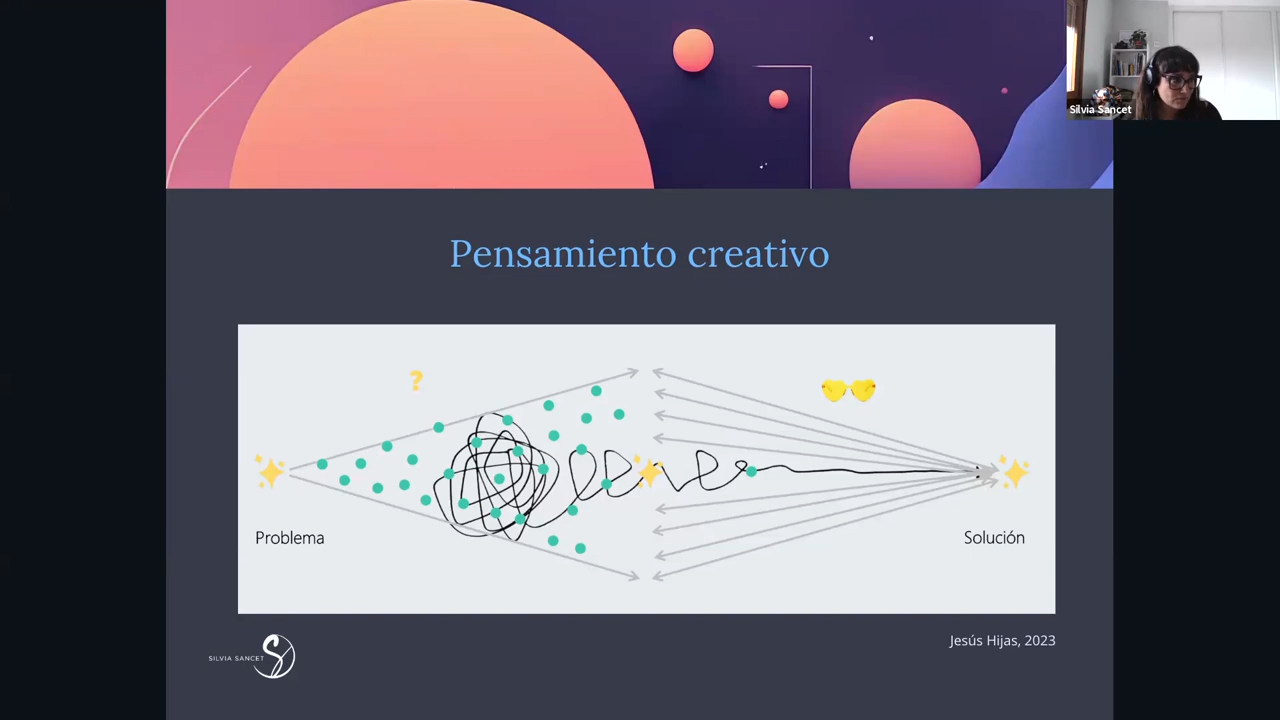 Silvia Sancet
Pensamiento creativo
?
Problema
Solución
SILVIA SANCET
Jesús Hijas, 2023